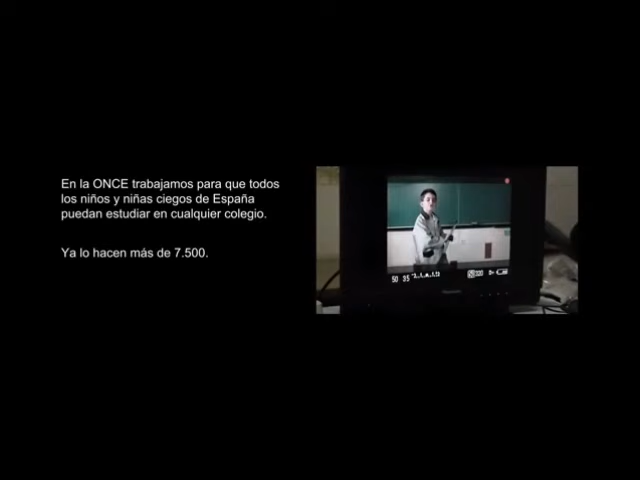 En la ONCE trabajamos para que todos
los niños y niñas ciegos de España
puedan estudiar en cualquier colegio.
Ya lo hacen más de 7.500.
50